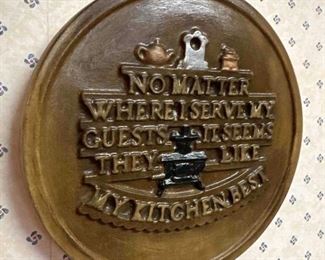 NO MATTER
WHERE I SERVE MY
GUESTS IT SEEMS
THEY LIKE
MY KITCHEN BEST